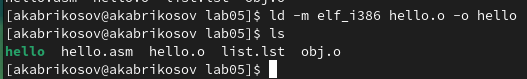 [akabrikosov@akabrikosov lab05]$ ld -m elf_i386 hello.o -o hello
[akabrikosov@akabrikosov lab05]$ ls
hello  hello.asm  hello.o  list.lst  obj.o
[akabrikosov@akabrikosov lab05]$